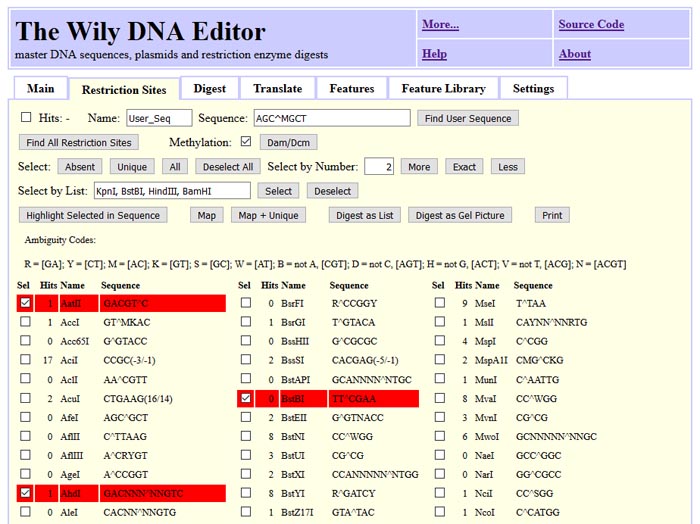 The Wily DNA Editor
master DNA sequences, plasmids and restriction enzyme digests
More... Source Code
Help About
Main Restriction Sites Digest Translate Features Feature Library Settings
Hits: - Name: User_Seq Sequence: AGC^MGCT Find User Sequence
Find All Restriction Sites Methylation: Dam/Dcm
Select: Absent Unique All Deselect All Select by Number: 2 More Exact Less
Select by List: KpnI, BstBI, HindIII, BamHI Select Deselect
Highlight Selected in Sequence Map Map + Unique Digest as List Digest as Gel Picture Print
Ambiguity Codes:
R = [GA]; Y = [CT]; M = [AC]; K = [GT]; S = [GC]; W = [AT]; B = not A, [CGT]; D = not C, [AGT]; H = not G, [ACT]; V = not T, [ACG]; N = [ACGT]
Sel Hits Name Sequence Sel Hits Name Sequence Sel Hits Name Sequence
1 AatII GACGT^C 0 BsrFI R^CCGGY 9 MseI T^TAA
1 AccI GT^MKAC 1 BsrGI T^GTACA 1 MslI CAYNN^NNRTG
0 Acc65I G^GTACC 0 BssHII G^CGCGC 4 MspI C^CGG
17 AciI CCGC(-3/-1) 2 BssSI CACGAG(-5/-1) 2 MspA1I CMG^CKG
0 AclI AA^CGTT 0 BstAPI GCANNNN^NTGC 1 MunI C^AATTG
2 AcuI CTGAAG(16/14) 0 BstBI TT^CGAA 8 MvaI CC^WGG
0 AfeI AGC^GCT 2 BstEII G^GTNACC 3 MvnI CG^CG
0 AflII C^TTAAG 8 BstNI CC^WGG 6 MwoI GCNNNNN^NNGC
0 AflIII A^CRYGT 3 BstUI CG^CG 0 NaeI GCC^GGC
0 AgeI A^CCGGT 2 BstXI CCANNNNN^NTGG 0 NarI GG^CGCC
1 AhdI GACNNN^NNGTC 8 BstYI R^GATCY 1 NciI CC^SGG
0 AleI CACNN^NNGTG 1 BstZ17I GTA^TAC 1 NcoI C^CATGG